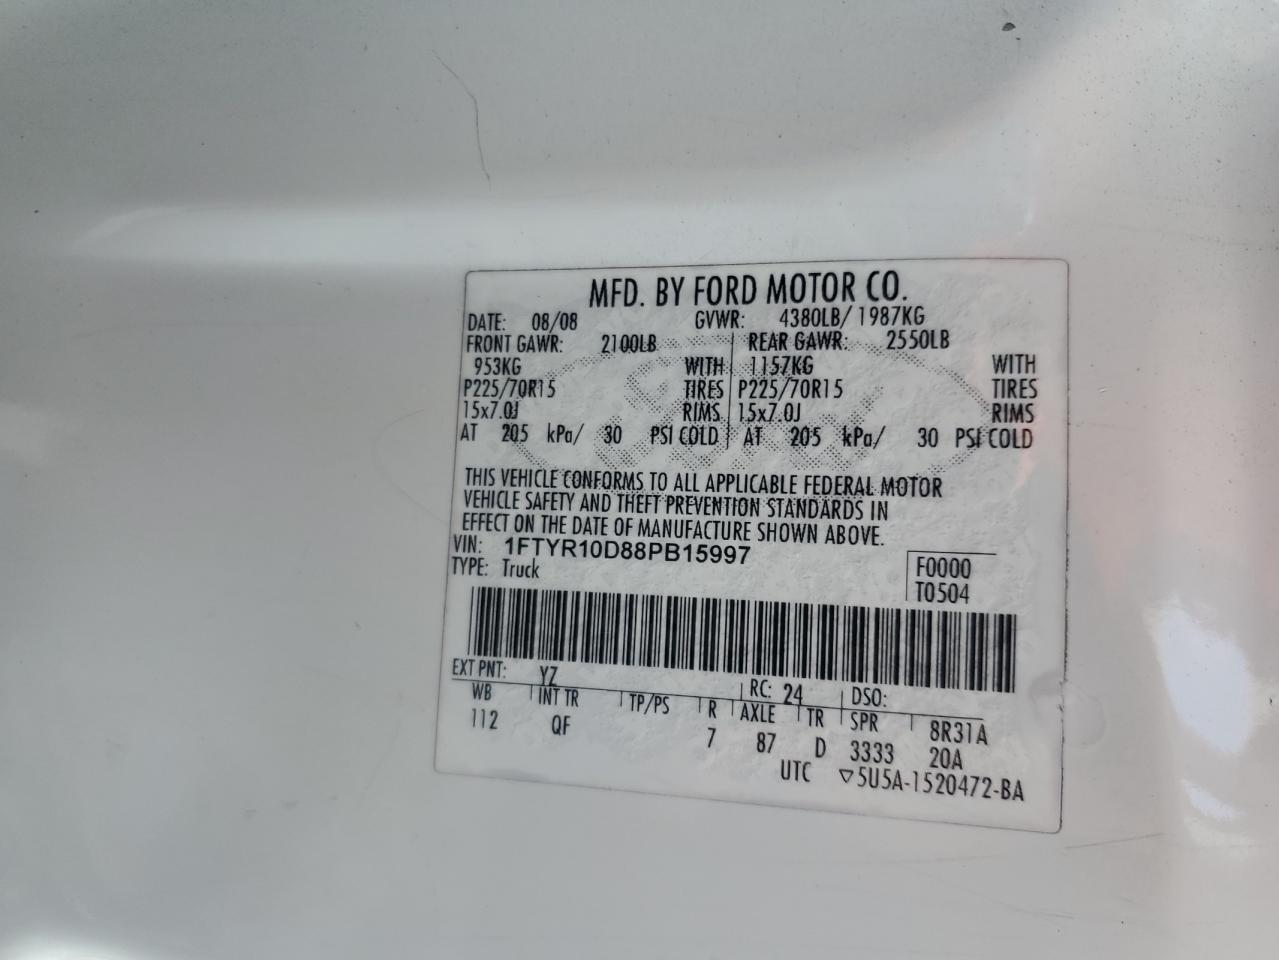 MFD. BY FORD MOTOR CO.
DATE: 08/08 GVWR: 4380LB/ 1987KG
FRONT GAWR: 2100LB REAR GAWR: 2550LB
953KG WITH 1157KG WITH
P225/70R15 TIRES P225/70R15 TIRES
15x7.0J RIMS 15x7.0J RIMS
AT 205 kPa/ 30 PSI COLD AT 205 kPa/ 30 PSI COLD
THIS VEHICLE CONFORMS TO ALL APPLICABLE FEDERAL MOTOR
VEHICLE SAFETY AND THEFT PREVENTION STANDARDS IN
EFFECT ON THE DATE OF MANUFACTURE SHOWN ABOVE.
VIN: 1FTYR10D88PB15997
TYPE: Truck
F0000
T0504
EXT PNT: YZ RC: 24 DSO:
WB INT TR TP/PS R AXLE TR SPR 8R31A
112 QF 7 87 D 3333 20A
UTC ▽5U5A-1520472-BA
Ford